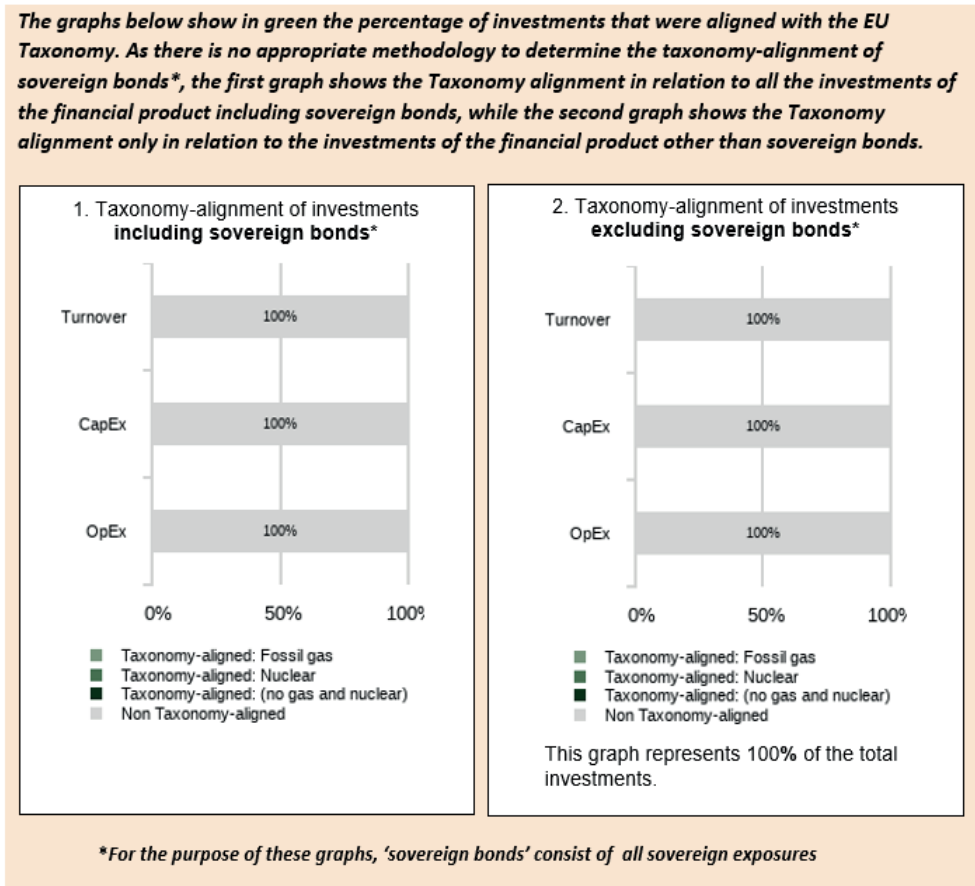 The graphs below show in green the percentage of investments that were aligned with the EU
Taxonomy. As there is no appropriate methodology to determine the taxonomy-alignment of
sovereign bonds*, the first graph shows the Taxonomy alignment in relation to all the investments of
the financial product including sovereign bonds, while the second graph shows the Taxonomy
alignment only in relation to the investments of the financial product other than sovereign bonds.
1. Taxonomy-alignment of investments
including sovereign bonds*
Turnover
100%
CapEx
100%
OpEx
100%
0% 50% 100%
Taxonomy-aligned: Fossil gas
Taxonomy-aligned: Nuclear
Taxonomy-aligned: (no gas and nuclear)
Non Taxonomy-aligned
2. Taxonomy-alignment of investments
excluding sovereign bonds*
Turnover
100%
CapEx
100%
OpEx
100%
0% 50% 100%
Taxonomy-aligned: Fossil gas
Taxonomy-aligned: Nuclear
Taxonomy-aligned: (no gas and nuclear)
Non Taxonomy-aligned
This graph represents 100% of the total
investments.
*For the purpose of these graphs, ‘sovereign bonds’ consist of all sovereign exposures